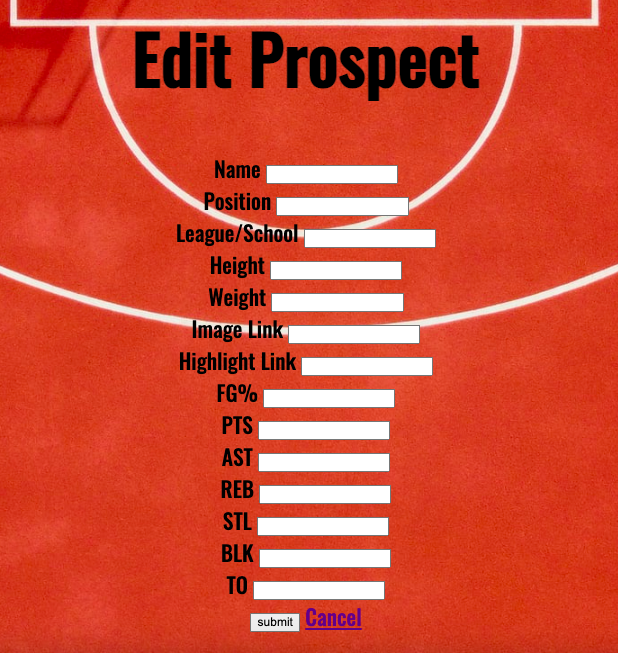 Edit Prospect
Name
Position
League/School
Height
Weight
Image Link
Highlight Link
FG%
PTS
AST
REB
STL
BLK
TO
submit Cancel